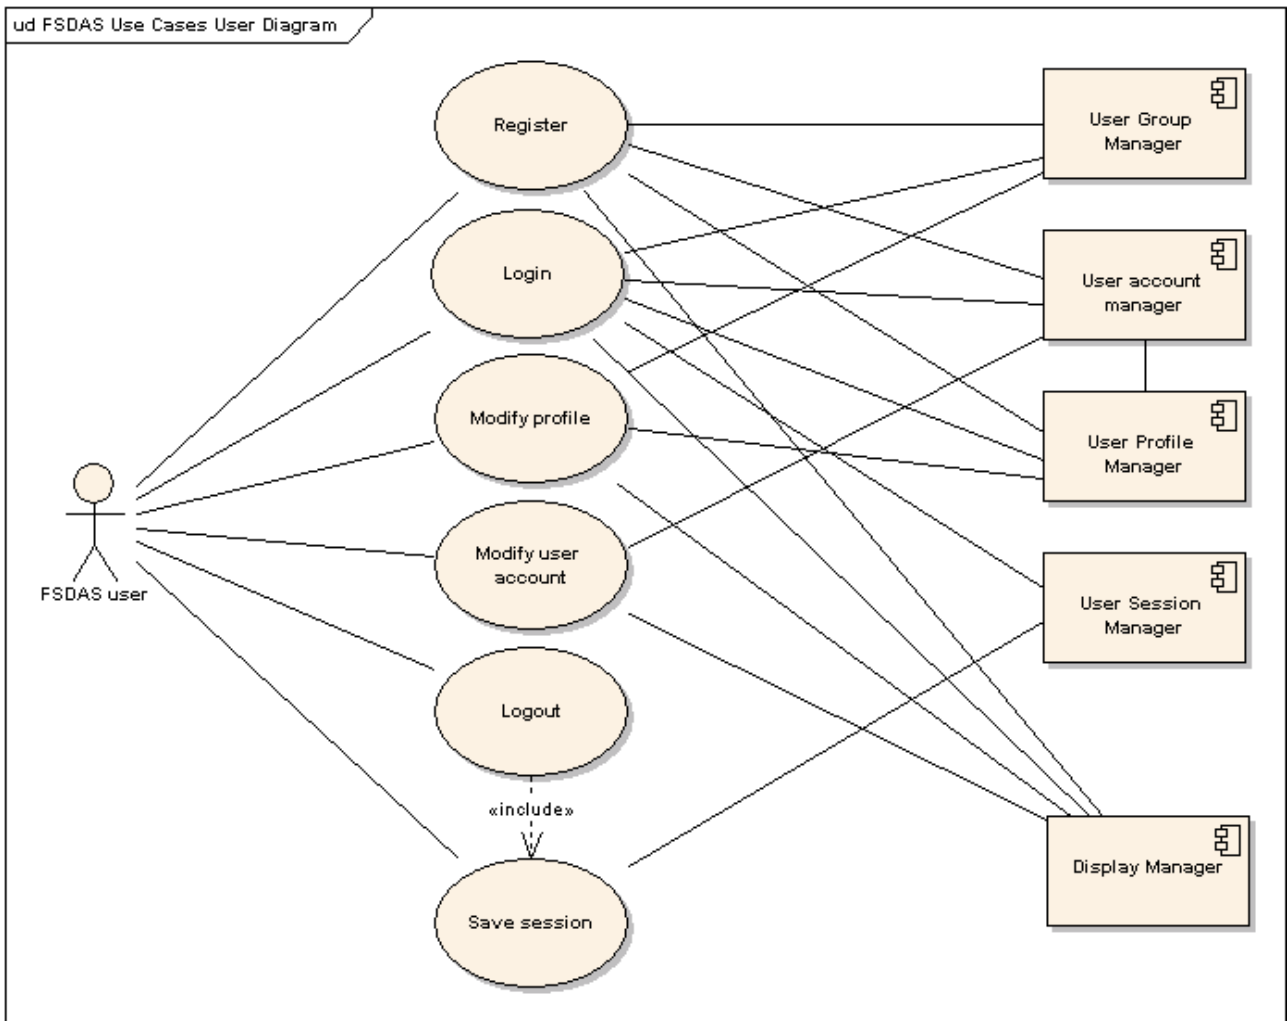 ud FSDAS Use Cases User Diagram
Register
User Group
Manager
Login
User account
manager
Modify profile
User Profile
Manager
FSDAS user
Modify user
account
User Session
Manager
Logout
«include»
Display Manager
Save session